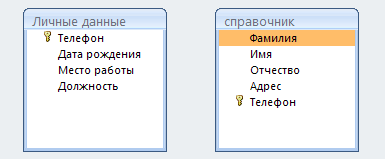 Личные данные
Телефон
Дата рождения
Место работы
Должность
справочник
Фамилия
Имя
Отчество
Адрес
Телефон